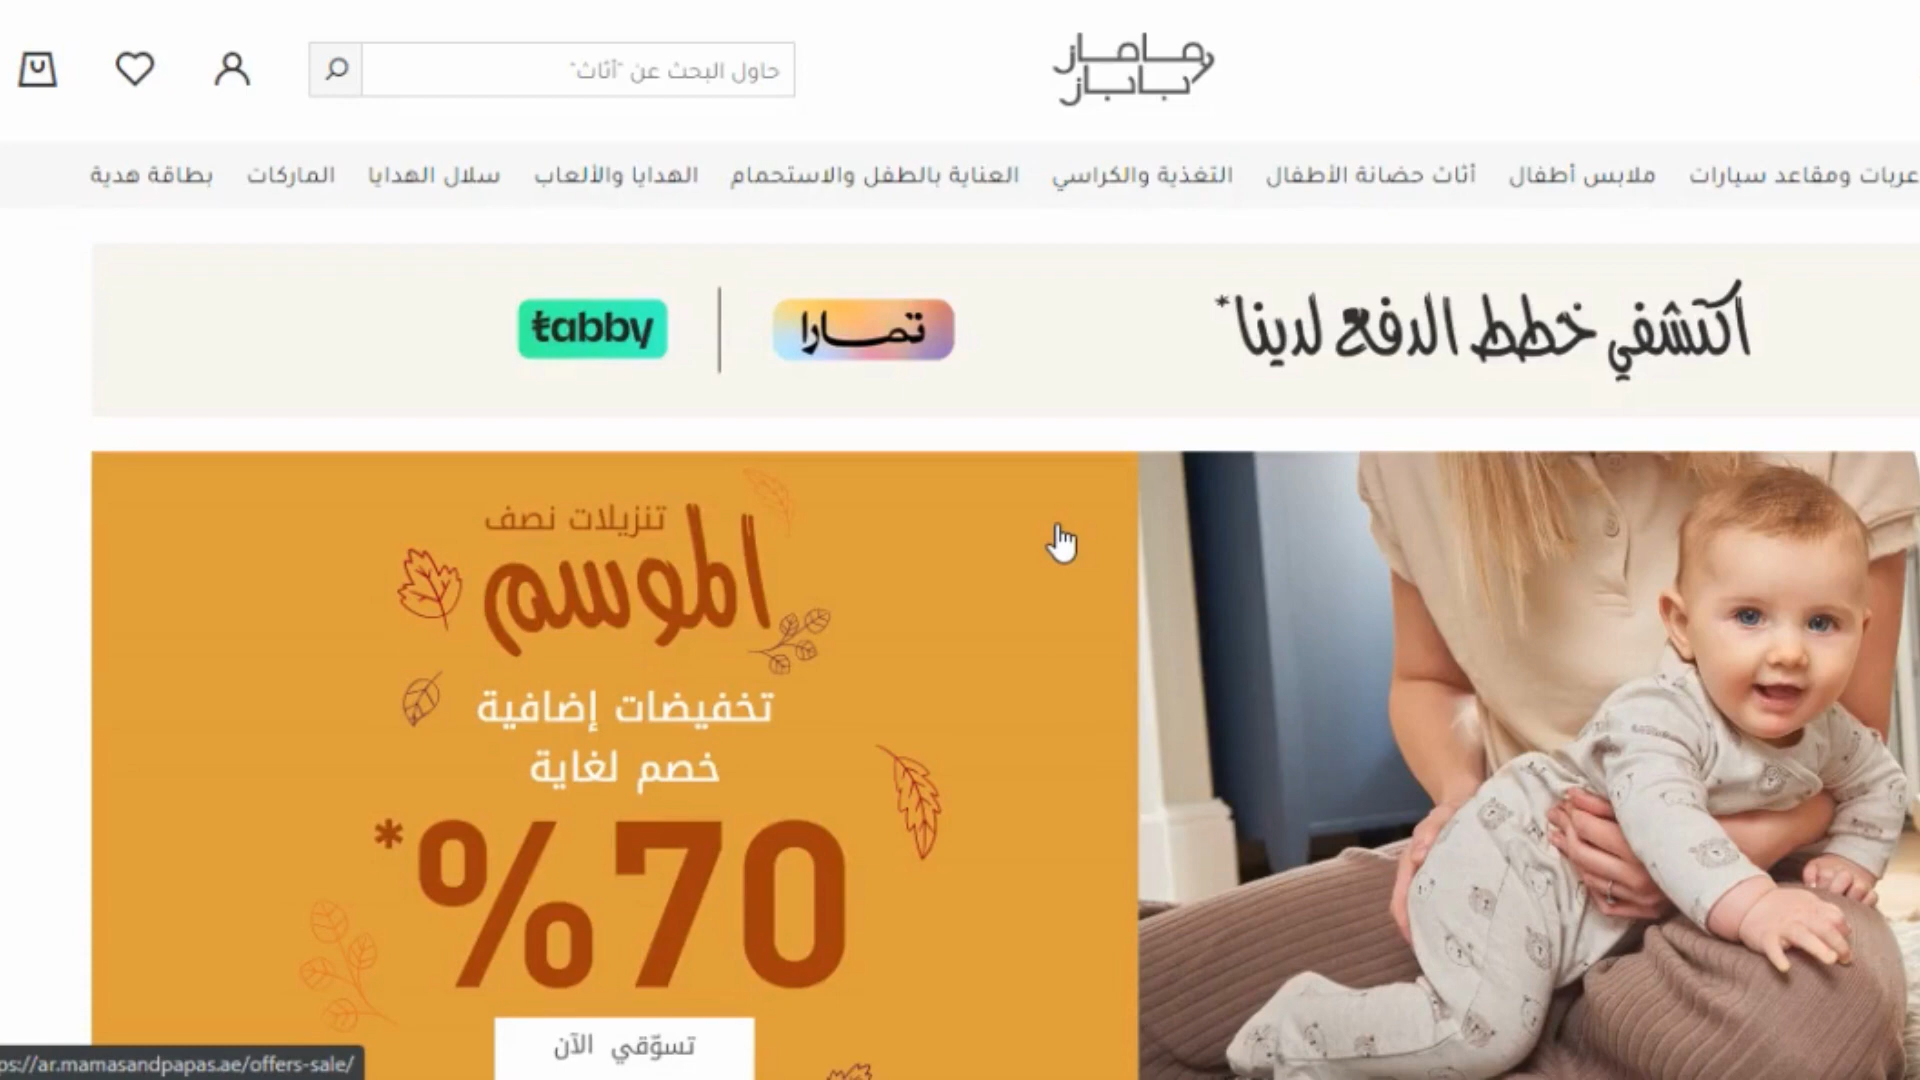 ماماز
باباز
حاول البحث عن "أثاث"
عربات ومقاعد سيارات
ملابس أطفال
أثاث حضانة الأطفال
التغذية والكراسي
العناية بالطفل والاستحمام
الهدايا والألعاب
سلال الهدايا
الماركات
بطاقة هدية
اكتشفي خطط الدفع لدينا*
تمارا
tabby
تنزيلات نصف
الموسم
تخفيضات إضافية
خصم لغاية
70%*
تسوّقي الآن
ps://ar.mamasandpapas.ae/offers-sale/